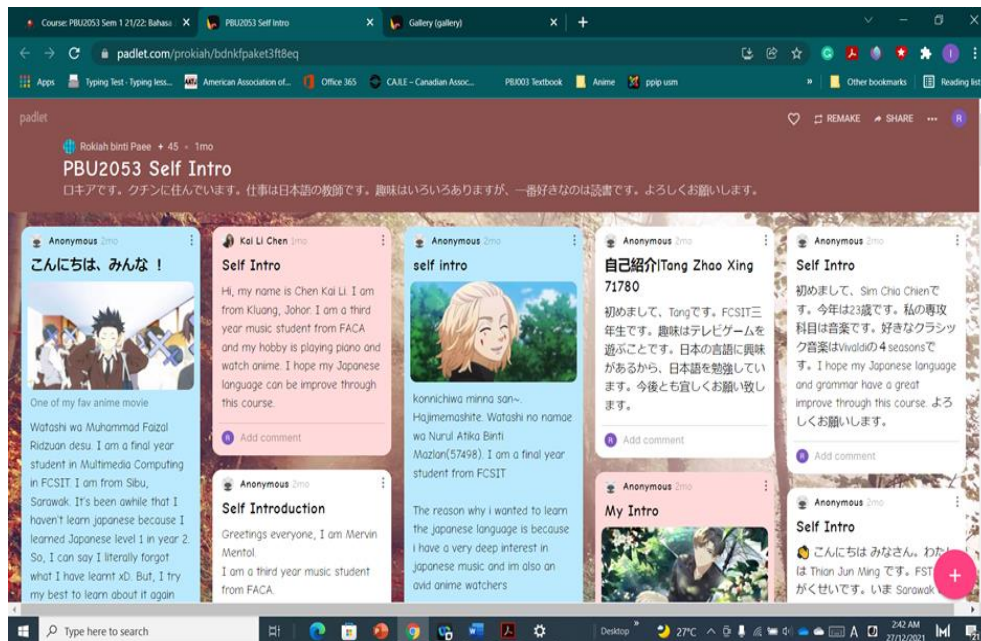 Course: PBU2053 Sem 1 21/22: Bahasa
PBU2053 Self Intro
Gallery (gallery)
padlet.com/prokiah/bdnkfpaket3ft8eq
Apps
Typing Test - Typing less...
American Association of...
Office 365
CAJLE – Canadian Assoc...
PBJ003 Textbook
Anime
ppip usm
»
Other bookmarks
Reading list
padlet
REMAKE
SHARE
R
Rokiah binti Paee + 45 • 1mo
PBU2053 Self Intro
ロキアです。クチンに住んでいます。仕事は日本語の教師です。趣味はいろいろありますが、一番好きなのは読書です。よろしくお願いします。
Anonymous 2mo
こんにちは、みんな ！
One of my fav anime movie
Watashi wa Muhammad Faizal
Ridzuan desu. I am a final year
student in Multimedia Computing
in FCSIT. I am from Sibu,
Sarawak. It's been awhile that I
haven't learn japanese because I
learned Japanese level 1 in year 2.
So, I can say I literally forgot
what I have learnt xD. But, I try
my best to learn about it again
Kai Li Chen 1mo
Self Intro
Hi, my name is Chen Kai Li. I am
from Kluang, Johor. I am a third
year music student from FACA
and my hobby is playing piano and
watch anime. I hope my Japanese
language can be improve through
this course.
R Add comment
Anonymous 2mo
Self Introduction
Greetings everyone, I am Mervin
Mentol.
I am a third year music student
from FACA.
Anonymous 2mo
self intro
konnichiwa minna san~.
Hajimemashite. Watashi no namae
wa Nurul Atika Binti
Mazlan(57498). I am a final year
student from FCSIT
The reason why i wanted to learn
the japanese language is because
i have a very deep interest in
japanese music and im also an
avid anime watchers
Anonymous 2mo
自己紹介|Tang Zhao Xing
71780
初めまして、Tangです。FCSIT三
年生です。趣味はテレビゲームを
遊ぶことです。日本の言語に興味
があるから、日本語を勉強してい
ます。今後とも宜しくお願い致し
ます。
R Add comment
Anonymous 2mo
My Intro
Anonymous 2mo
Self Intro
初めまして、Sim Chia Chienで
す。今年は23歳です。私の専攻
科目は音楽です。好きなクラシッ
ク音楽はVivaldiの4 seasonsで
す。I hope my Japanese language
and grammar have a great
improve through this course. よろ
しくお願いします。
R Add comment
Anonymous 2mo
Self Intro
こんにちは みなさん。わたし
は Thian Jun Ming です。FST
がくせいです。いま Sarawak
Type here to search
Desktop
»
27°C
A
2:42 AM
27/12/2021
21